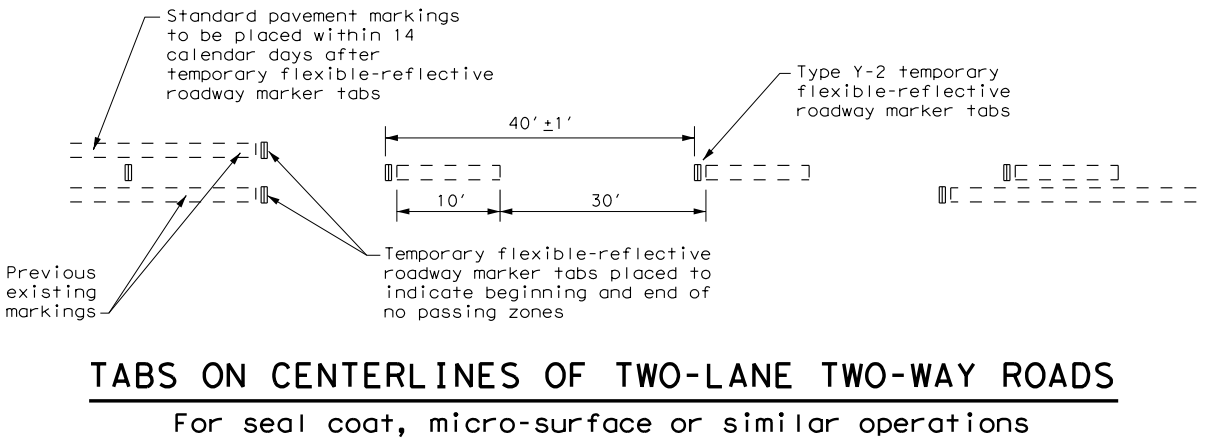 Standard pavement markings
to be placed within 14
calendar days after
temporary flexible-reflective
roadway marker tabs
Type Y-2 temporary
flexible-reflective
roadway marker tabs
40' ±1'
10'
30'
Previous
existing
markings
Temporary flexible-reflective
roadway marker tabs placed to
indicate beginning and end of
no passing zones
TABS ON CENTERLINES OF TWO-LANE TWO-WAY ROADS
For seal coat, micro-surface or similar operations